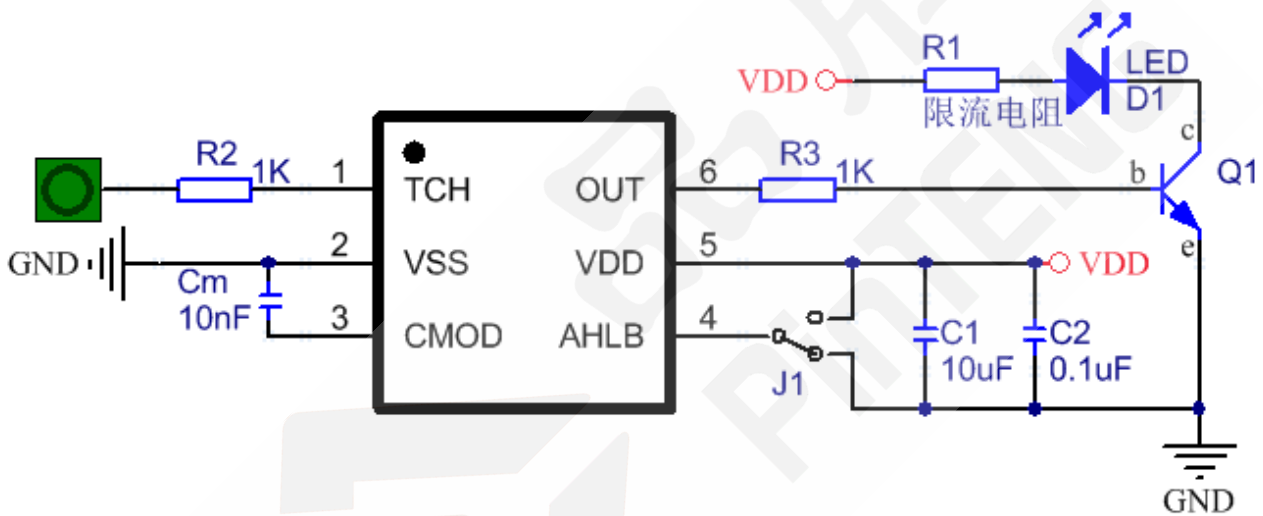 R1
VDD
LED
D1
限流电阻
c
R2
1K
1
TCH
OUT
6
R3
1K
b
Q1
GND
2
VSS
VDD
5
VDD
e
Cm
10nF
3
CMOD
AHLB
4
J1
C1
10uF
C2
0.1uF
GND
PINTENG